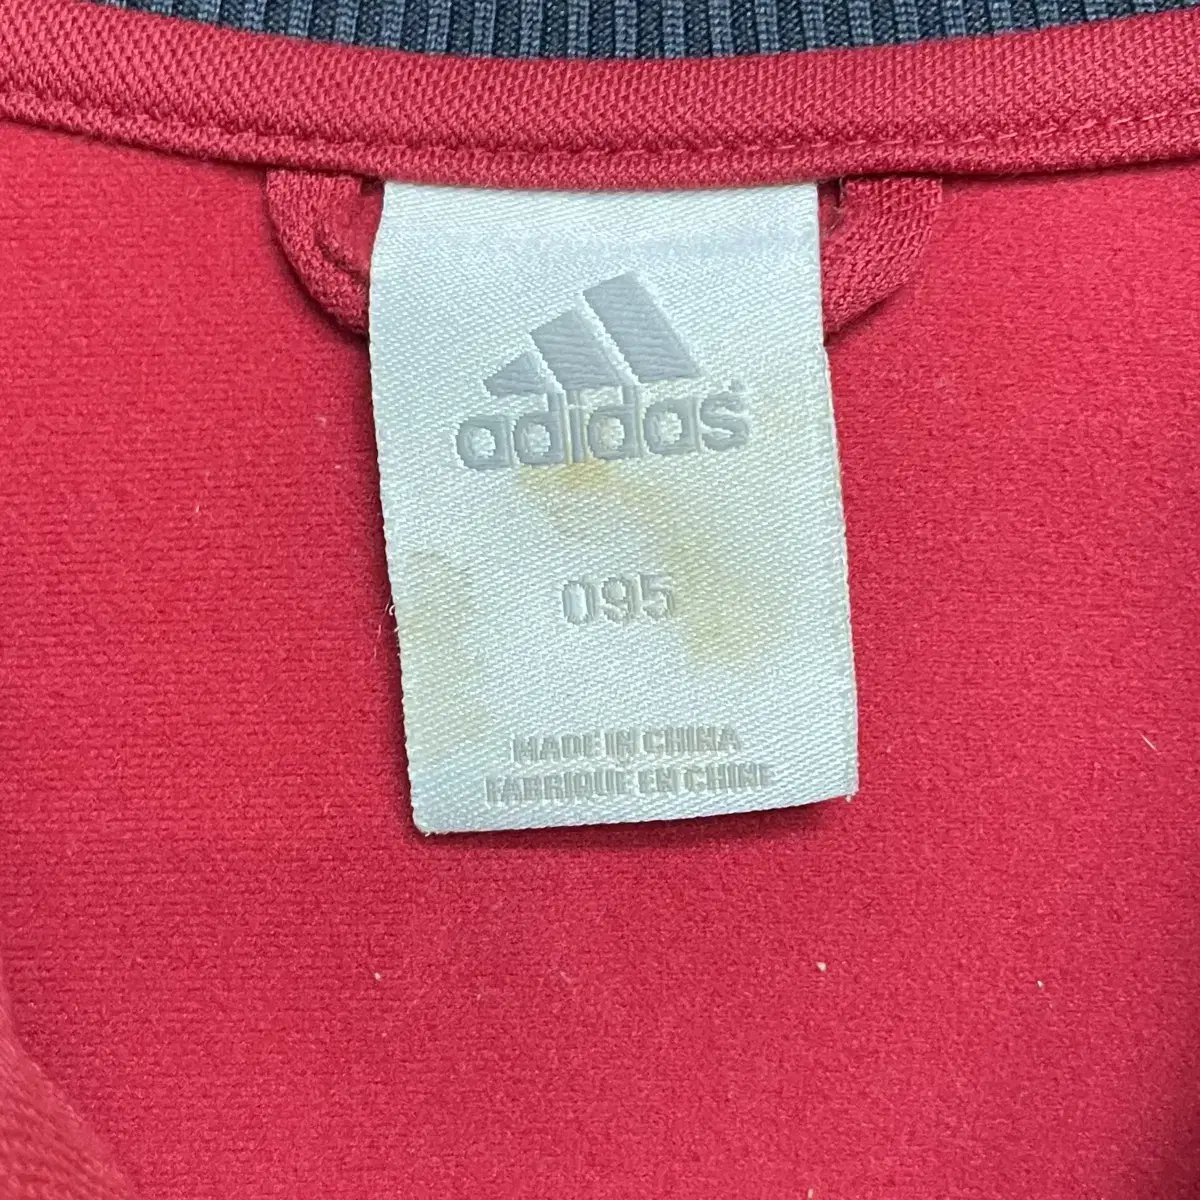 adidas
095
MADE IN CHINA
FABRIQUE EN CHINE